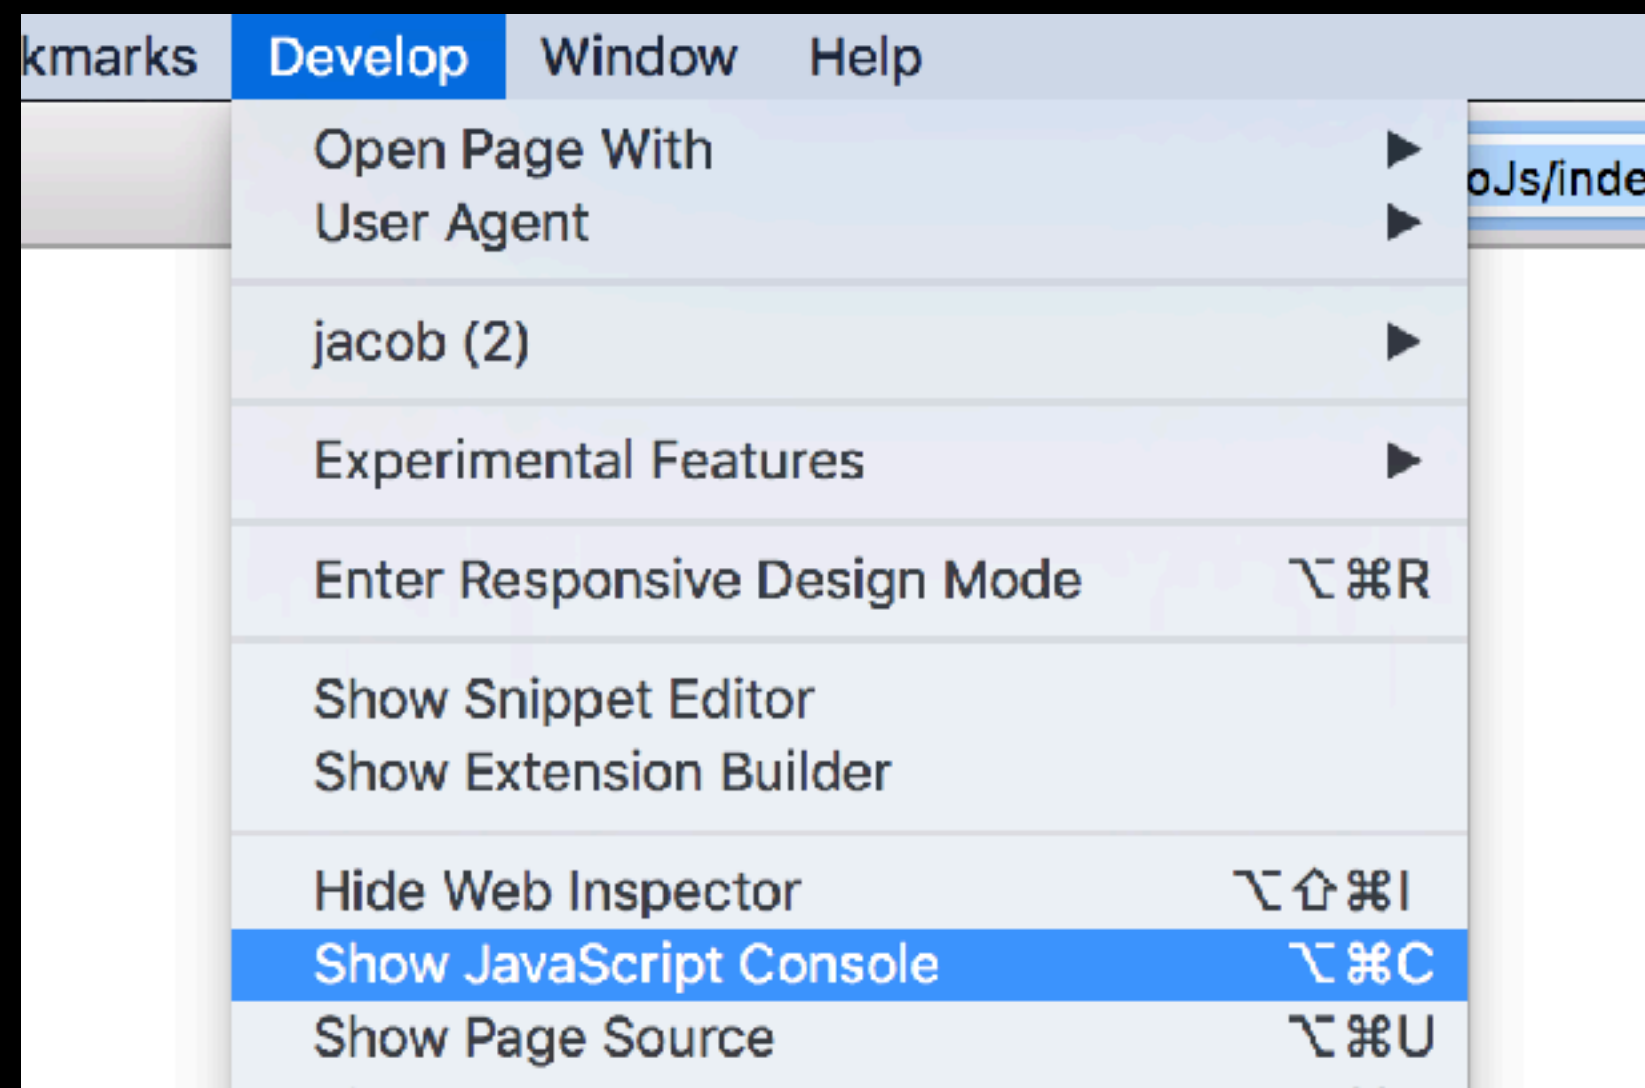 kmarks Develop Window Help
oJs/inde
Open Page With ▶
User Agent ▶
jacob (2) ▶
Experimental Features ▶
Enter Responsive Design Mode ⌥⌘R
Show Snippet Editor
Show Extension Builder
Hide Web Inspector ⌥⇧⌘I
Show JavaScript Console ⌥⌘C
Show Page Source ⌥⌘U